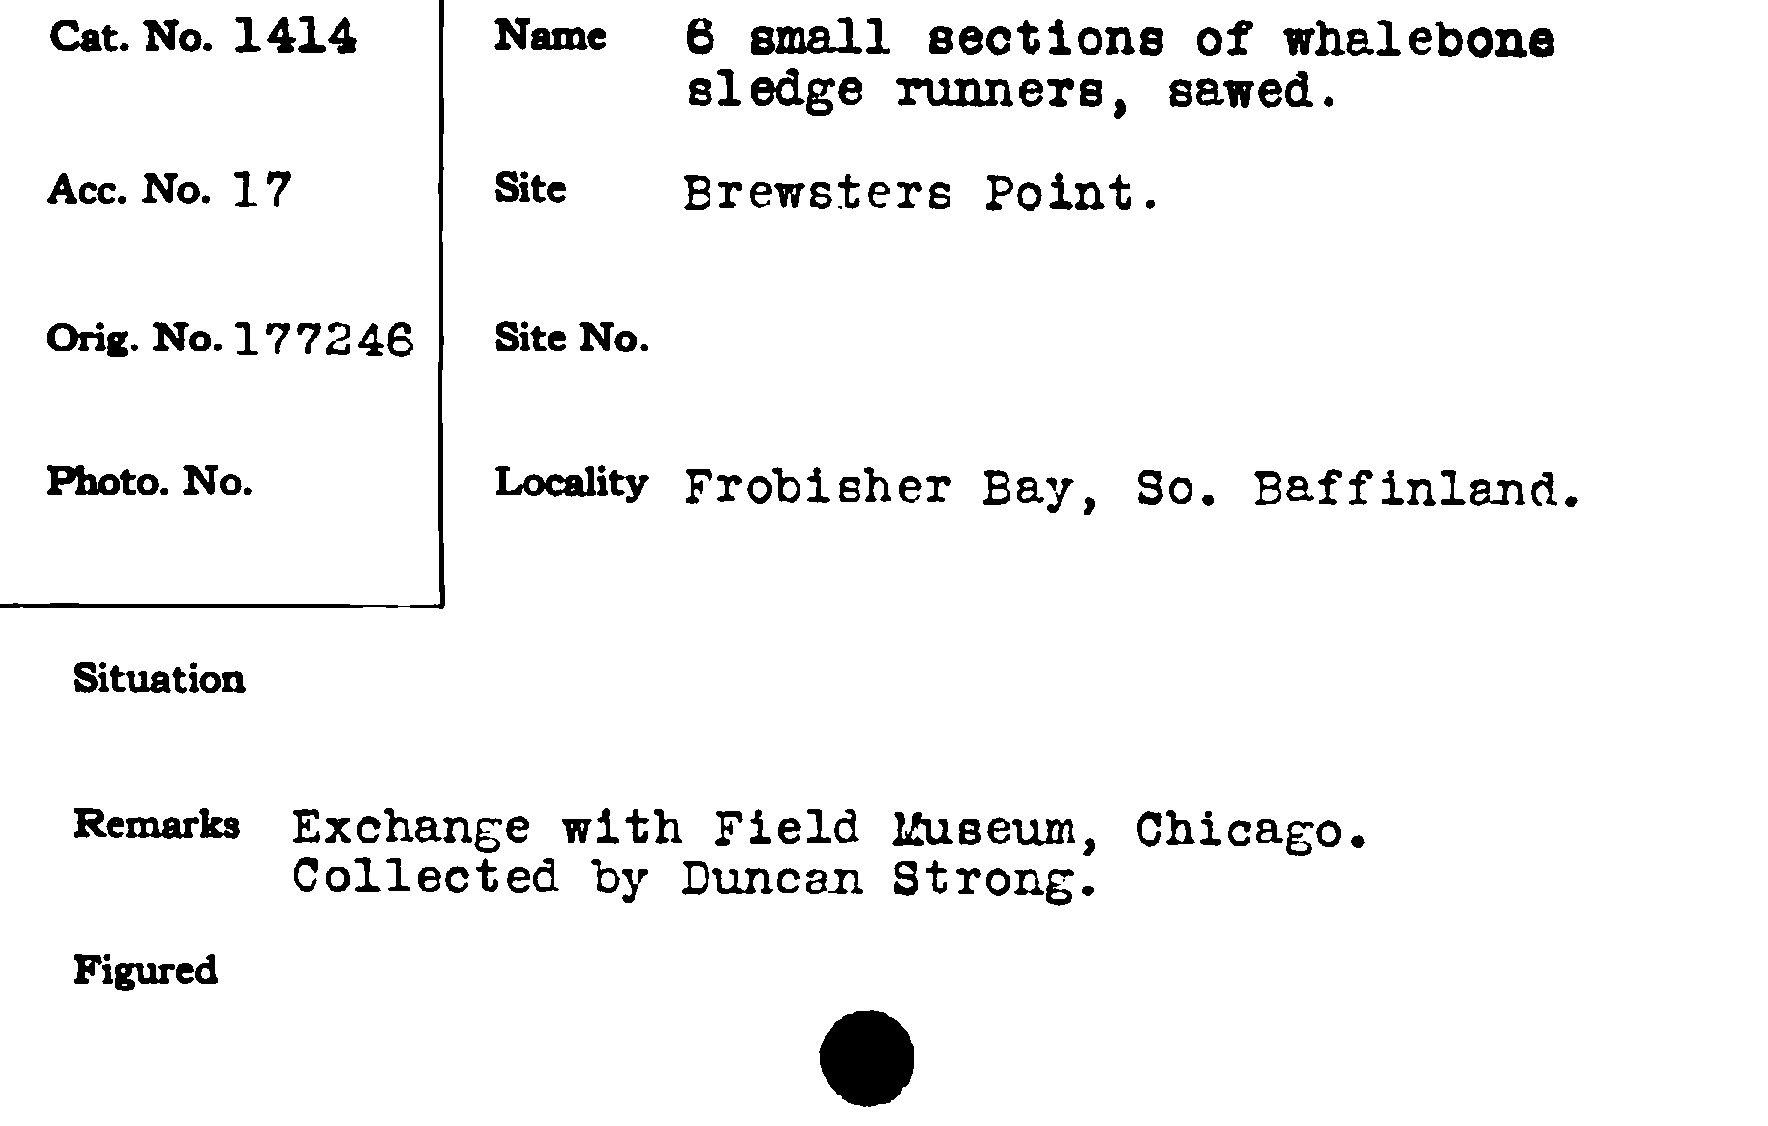 Cat. No. 1414
Name 6 small sections of whalebone
sledge runners, sawed.
Acc. No. 17
Site Brewsters Point.
Orig. No. 177246
Site No.
Photo. No.
Locality Frobisher Bay, So. Baffinland.
Situation
Remarks Exchange with Field Museum, Chicago.
Collected by Duncan Strong.
Figured